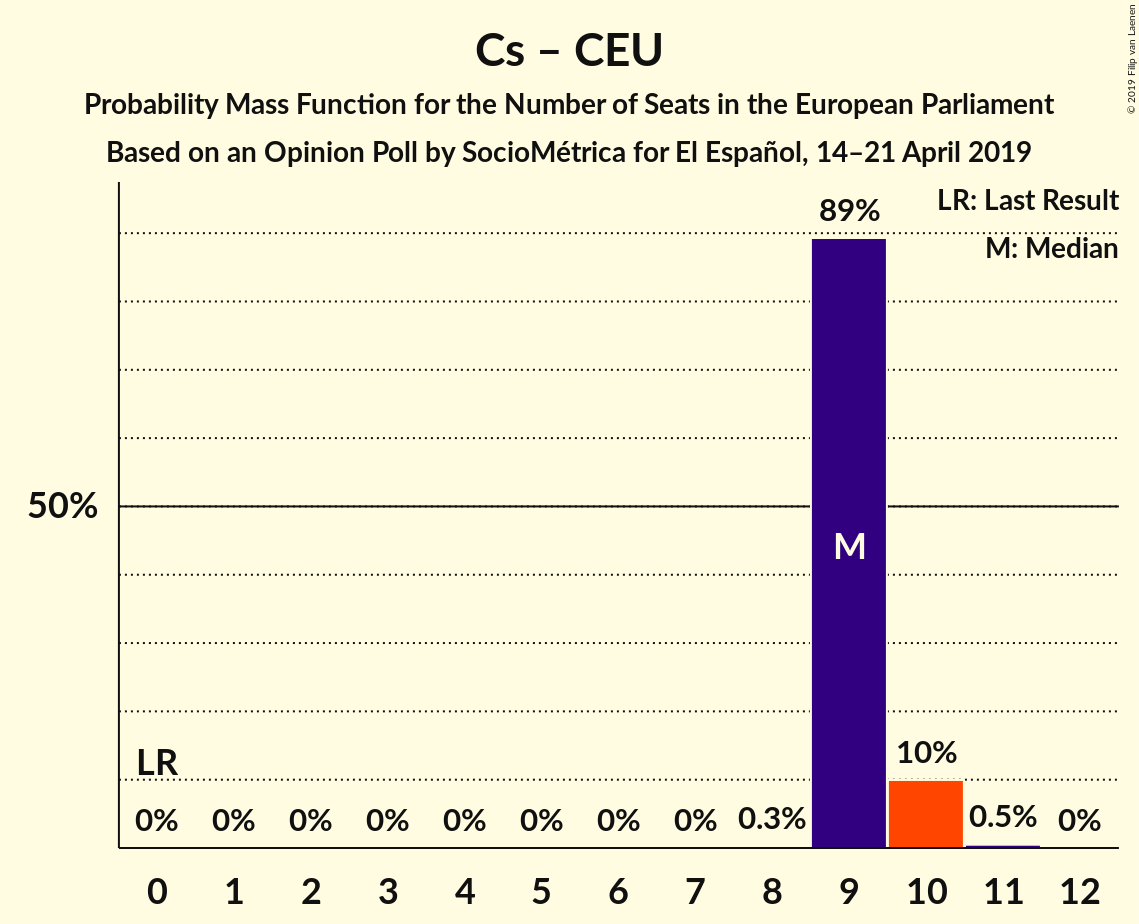 Cs – CEU
Probability Mass Function for the Number of Seats in the European Parliament
Based on an Opinion Poll by SocioMétrica for El Español, 14–21 April 2019
© 2019 Filip van Laenen
LR: Last Result
M: Median
89%
50%
M
LR
10%
0% 0% 0% 0% 0% 0% 0% 0% 0.3% 0.5% 0%
0 1 2 3 4 5 6 7 8 9 10 11 12